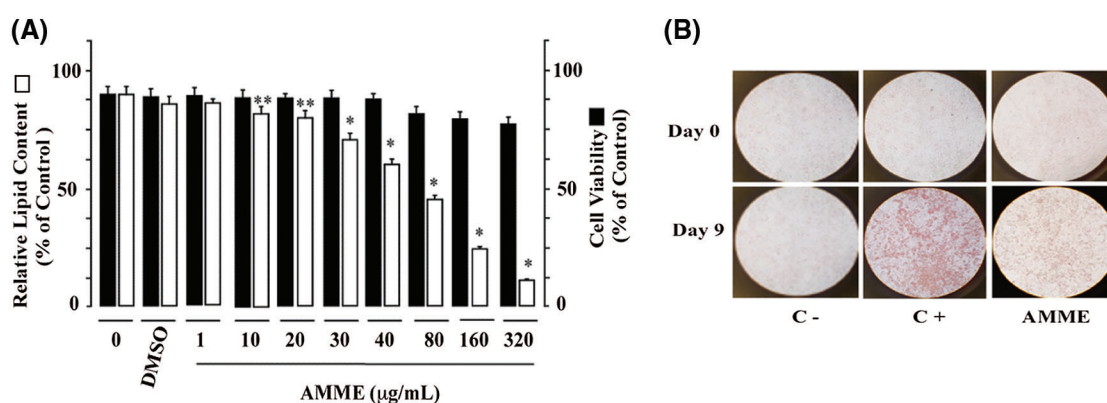 (A)
Relative Lipid Content
(% of Control)
100
50
0
** ** * * * * *
100
50
0
Cell Viability
(% of Control)
0 DMSO 1 10 20 30 40 80 160 320
AMME (µg/mL)
(B)
Day 0
Day 9
C - C + AMME